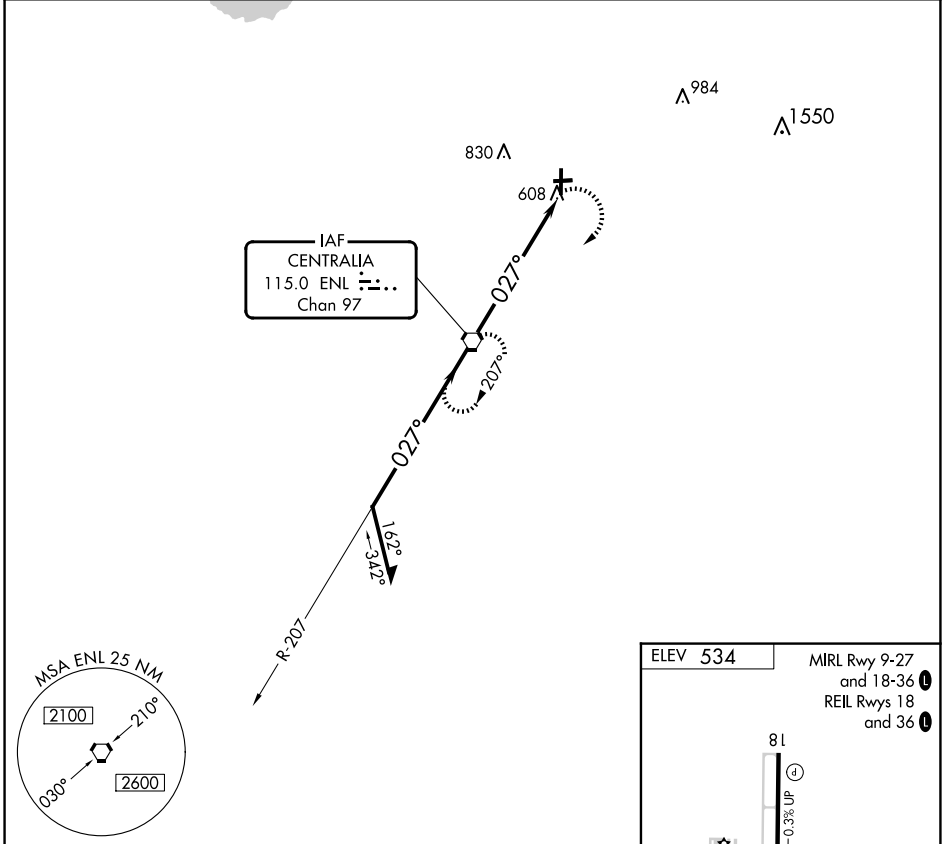 984
1550
830
608
IAF
CENTRALIA
115.0 ENL
Chan 97
027°
207°
027°
162°
342°
R-207
MSA ENL 25 NM
2100
210°
030°
2600
ELEV 534
MIRL Rwy 9-27
and 18-36 L
REIL Rwys 18
and 36 L
18
P
0.3% UP